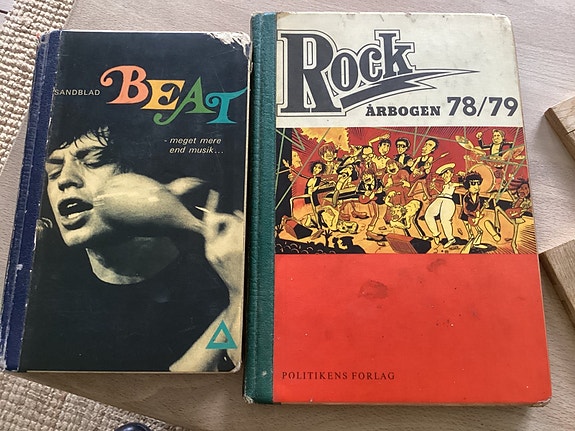 SANDBLAD
BEAT
- meget mere
end musik...
Rock
ÅRBOGEN 78/79
POLITIKENS FORLAG